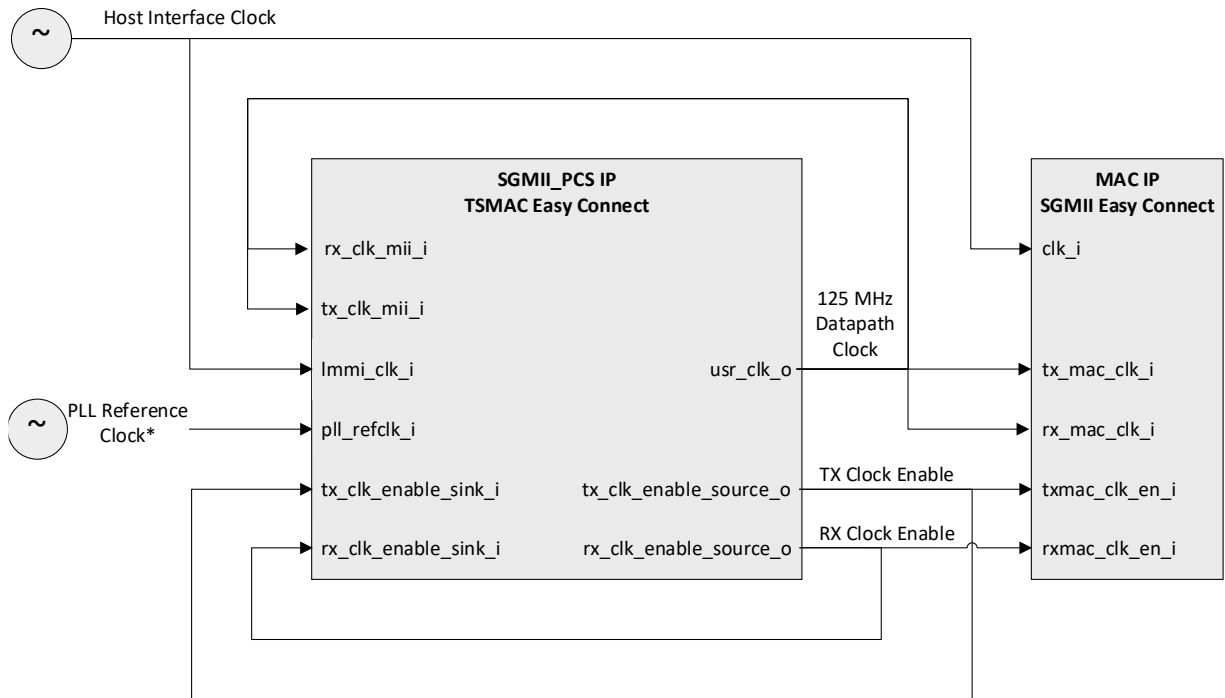 Host Interface Clock
~
SGMII_PCS IP
TSMAC Easy Connect
MAC IP
SGMII Easy Connect
rx_clk_mii_i
clk_i
tx_clk_mii_i
125 MHz
Datapath
Clock
lmmi_clk_i
usr_clk_o
tx_mac_clk_i
~
PLL Reference
Clock*
pll_refclk_i
rx_mac_clk_i
tx_clk_enable_sink_i
tx_clk_enable_source_o
TX Clock Enable
txmac_clk_en_i
rx_clk_enable_sink_i
rx_clk_enable_source_o
RX Clock Enable
rxmac_clk_en_i